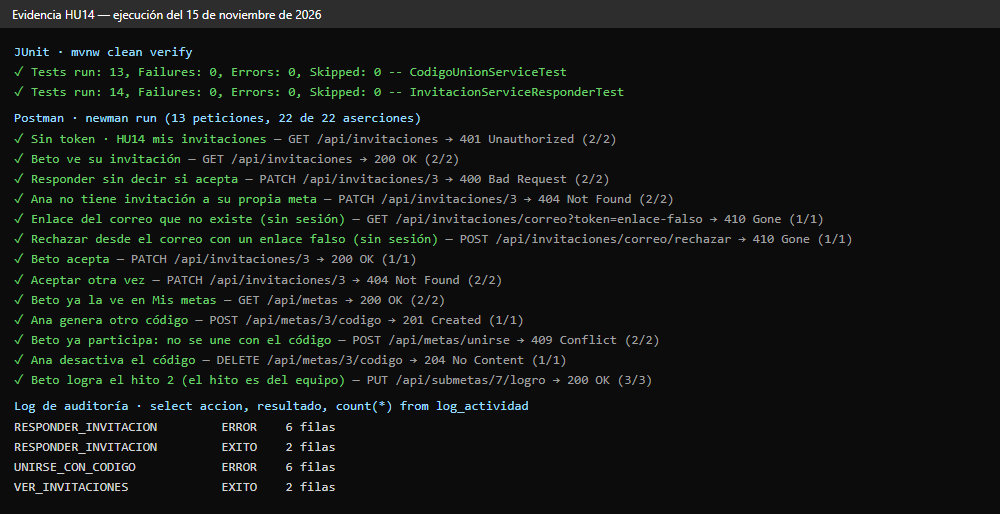 Evidencia HU14 — ejecución del 15 de noviembre de 2026
JUnit · mvnw clean verify
✓ Tests run: 13, Failures: 0, Errors: 0, Skipped: 0 -- CodigoUnionServiceTest
✓ Tests run: 14, Failures: 0, Errors: 0, Skipped: 0 -- InvitacionServiceResponderTest
Postman · newman run (13 peticiones, 22 de 22 aserciones)
✓ Sin token · HU14 mis invitaciones — GET /api/invitaciones → 401 Unauthorized (2/2)
✓ Beto ve su invitación — GET /api/invitaciones → 200 OK (2/2)
✓ Responder sin decir si acepta — PATCH /api/invitaciones/3 → 400 Bad Request (2/2)
✓ Ana no tiene invitación a su propia meta — PATCH /api/invitaciones/3 → 404 Not Found (2/2)
✓ Enlace del correo que no existe (sin sesión) — GET /api/invitaciones/correo?token=enlace-falso → 410 Gone (1/1)
✓ Rechazar desde el correo con un enlace falso (sin sesión) — POST /api/invitaciones/correo/rechazar → 410 Gone (1/1)
✓ Beto acepta — PATCH /api/invitaciones/3 → 200 OK (1/1)
✓ Aceptar otra vez — PATCH /api/invitaciones/3 → 404 Not Found (2/2)
✓ Beto ya la ve en Mis metas — GET /api/metas → 200 OK (2/2)
✓ Ana genera otro código — POST /api/metas/3/codigo → 201 Created (1/1)
✓ Beto ya participa: no se une con el código — POST /api/metas/unirse → 409 Conflict (2/2)
✓ Ana desactiva el código — DELETE /api/metas/3/codigo → 204 No Content (1/1)
✓ Beto logra el hito 2 (el hito es del equipo) — PUT /api/submetas/7/logro → 200 OK (3/3)
Log de auditoría · select accion, resultado, count(*) from log_actividad
RESPONDER_INVITACION ERROR 6 filas
RESPONDER_INVITACION EXITO 2 filas
UNIRSE_CON_CODIGO ERROR 6 filas
VER_INVITACIONES EXITO 2 filas